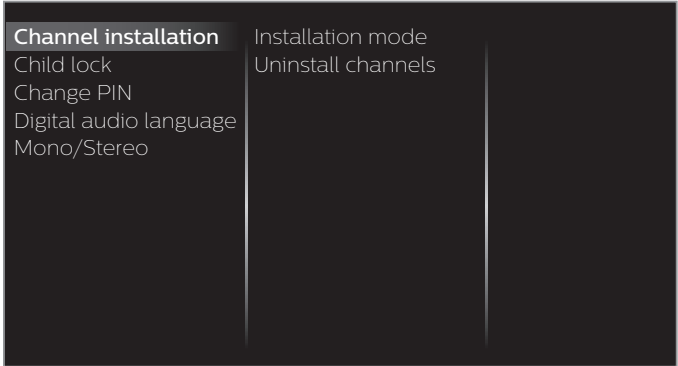 Channel installation
Child lock
Change PIN
Digital audio language
Mono/Stereo
Installation mode
Uninstall channels